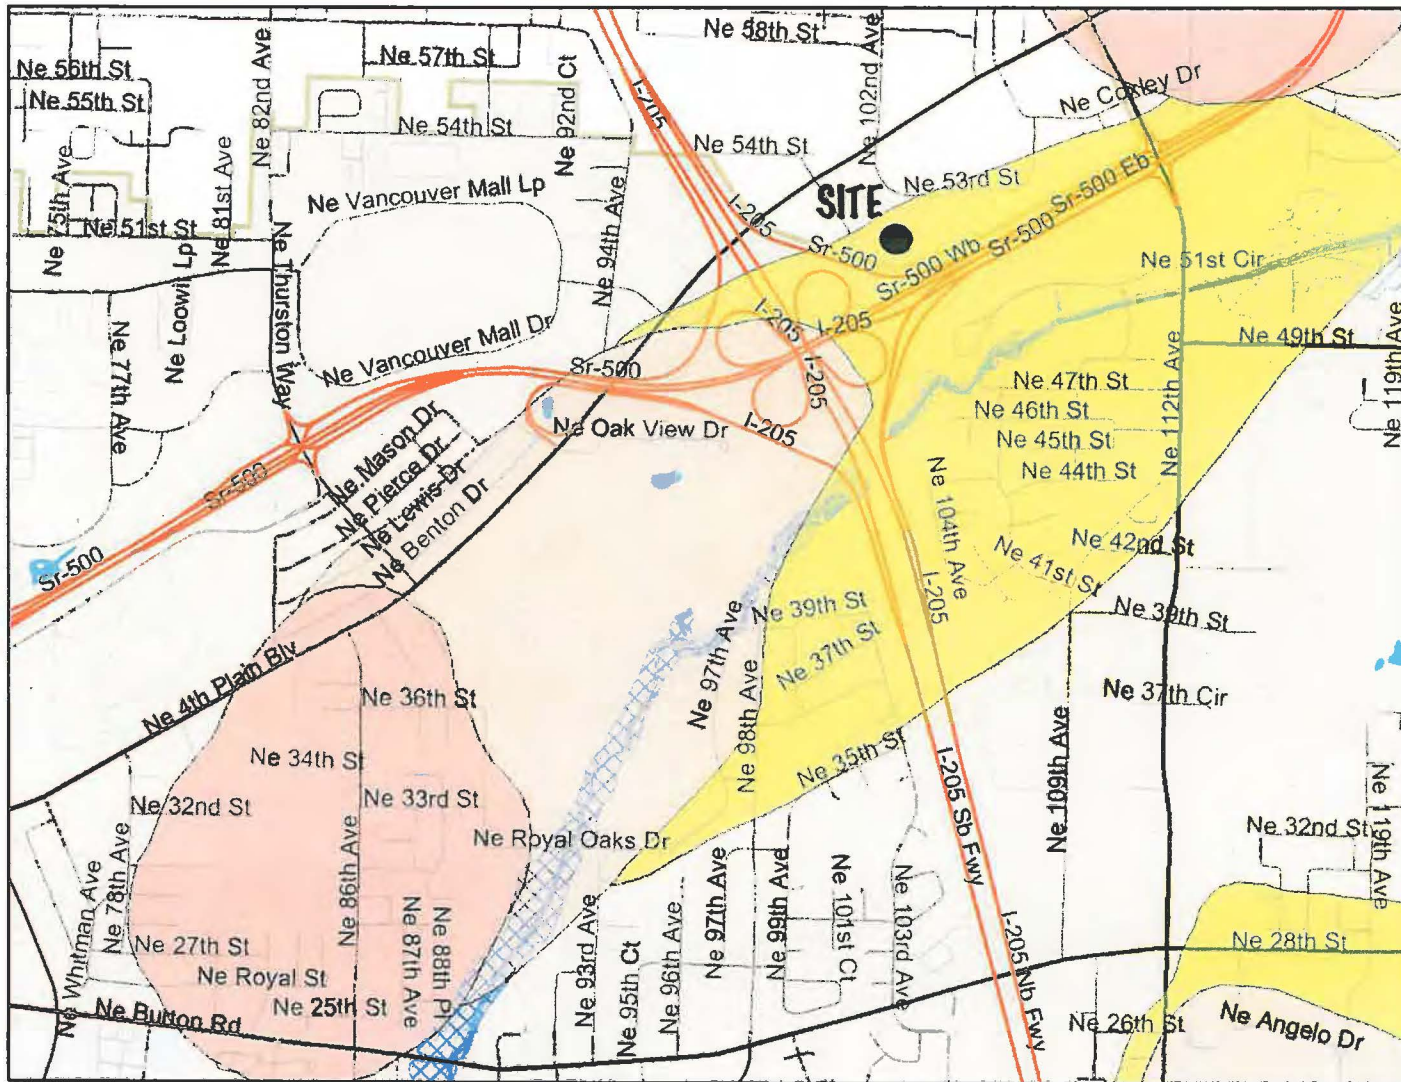 Ne 58th St
Ne 56th St
Ne 57th St
Ne 55th St
Ne 82nd Ave
Ne 92nd Ct
I-205
Ne 102nd Ave
Ne Coxley Dr
Ne 54th St
Ne 54th St
Ne 75th Ave
Ne 81st Ave
Ne Vancouver Mall Lp
Ne 94th Ave
I-205
SITE
Ne 53rd St
Sr-500 Eb
Ne 51st St
Ne Loowit Lp
Ne Thurston Way
Sr-500
Sr-500 Wb
Sr-500
Ne 51st Cir
Ne 77th Ave
Ne Vancouver Mall Dr
I-205
I-205
Ne 49th St
Ne 119th Ave
Sr-500
I-205
Ne 47th St
Ne 112th Ave
Ne 46th St
Ne Oak View Dr
I-205
Ne 45th St
Ne 44th St
Ne Mason Dr
Ne Pierce Dr
Ne Lewis Dr
Ne Benton Dr
Sr-500
Sr-500
Ne 104th Ave
Ne 42nd St
Ne 41st St
I-205
Ne 39th St
Ne 39th St
Ne 37th St
Ne 97th Ave
Ne 98th Ave
Ne 4th Plain Blv
Ne 36th St
Ne 37th Cir
Ne 34th St
Ne 35th St
I-205 Sb Fwy
Ne 109th Ave
Ne 32nd St
Ne 33rd St
Ne 86th Ave
Ne Royal Oaks Dr
Ne 32nd St
Ne 119th Ave
Ne Whitman Ave
Ne 78th Ave
Ne 87th Ave
Ne 88th Pl
Ne 93rd Ave
Ne 95th Ct
Ne 96th Ave
Ne 97th Ave
Ne 99th Ave
Ne 101st Ct
Ne 103rd Ave
I-205 Nb Fwy
Ne 27th St
Ne 28th St
Ne Royal St
Ne 25th St
Ne Burton Rd
Ne 26th St
Ne Angelo Dr